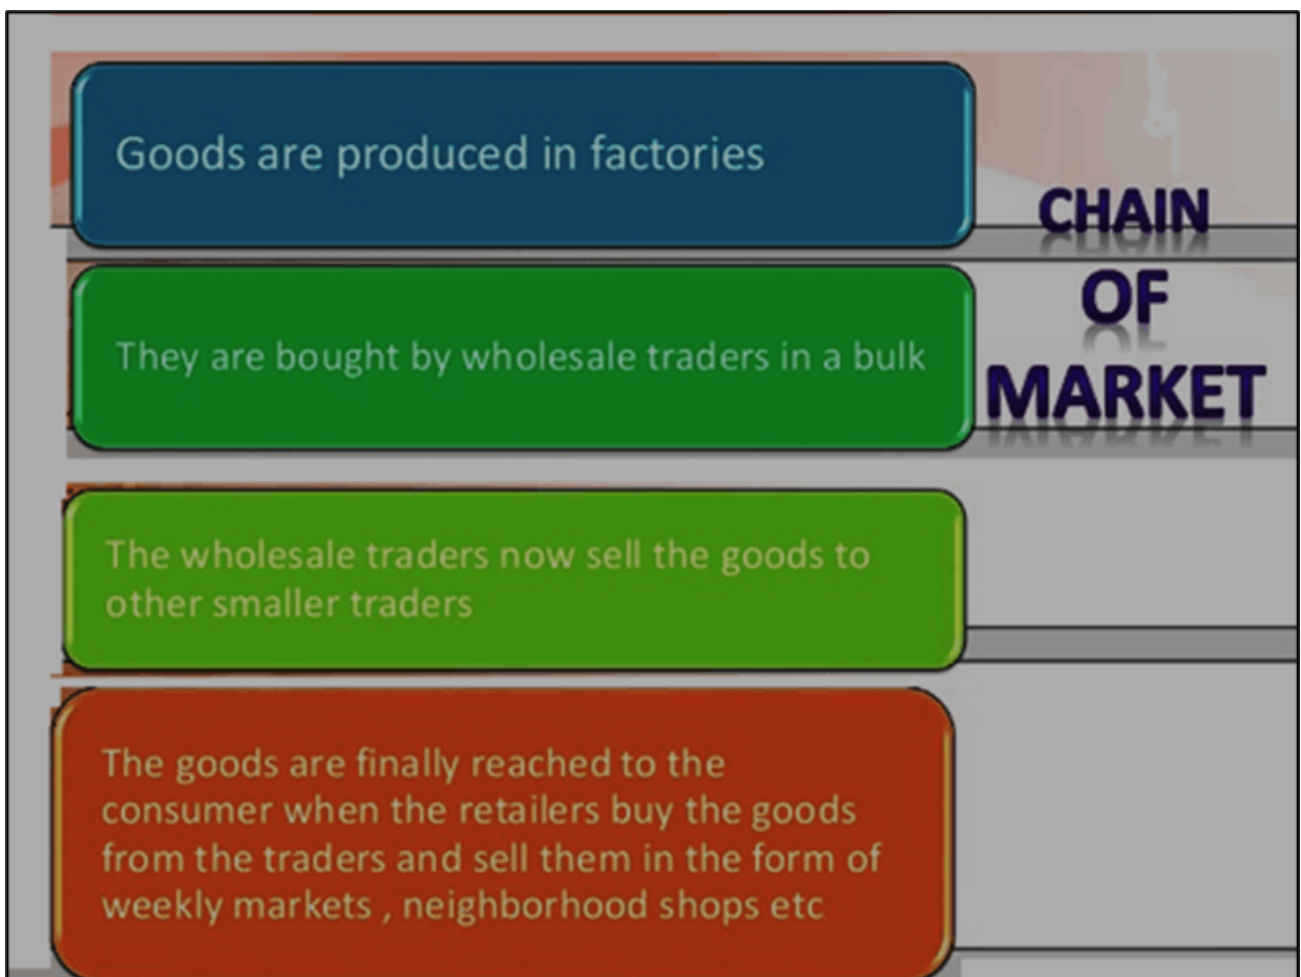 Goods are produced in factories
CHAIN
OF
MARKET
They are bought by wholesale traders in a bulk
The wholesale traders now sell the goods to
other smaller traders
The goods are finally reached to the
consumer when the retailers buy the goods
from the traders and sell them in the form of
weekly markets , neighborhood shops etc